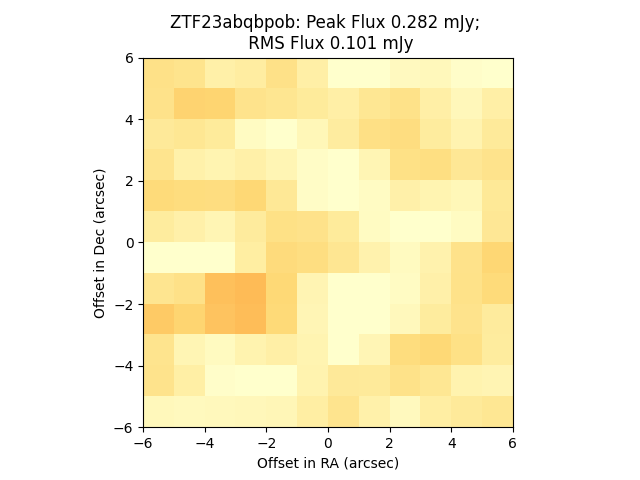 ZTF23abqbpob: Peak Flux 0.282 mJy;
RMS Flux 0.101 mJy
6
4
2
0
−2
−4
−6
Offset in Dec (arcsec)
−6 −4 −2 0 2 4 6
Offset in RA (arcsec)